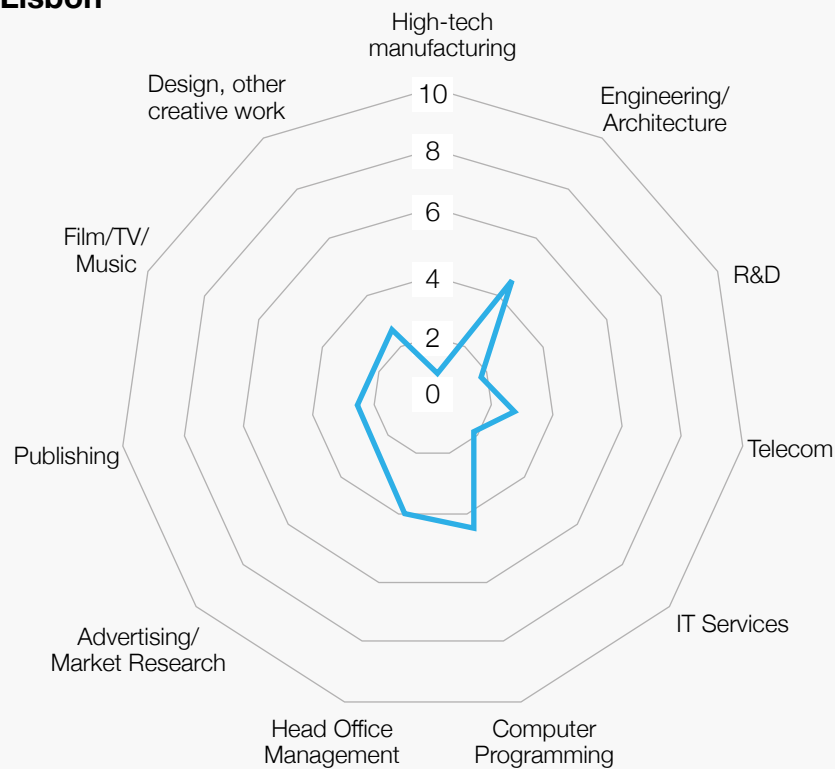 Lisbon
High-tech
manufacturing
Design, other
creative work
Engineering/
Architecture
10
8
6
4
2
0
Film/TV/
Music
R&D
Publishing
Telecom
Advertising/
Market Research
IT Services
Head Office
Management
Computer
Programming